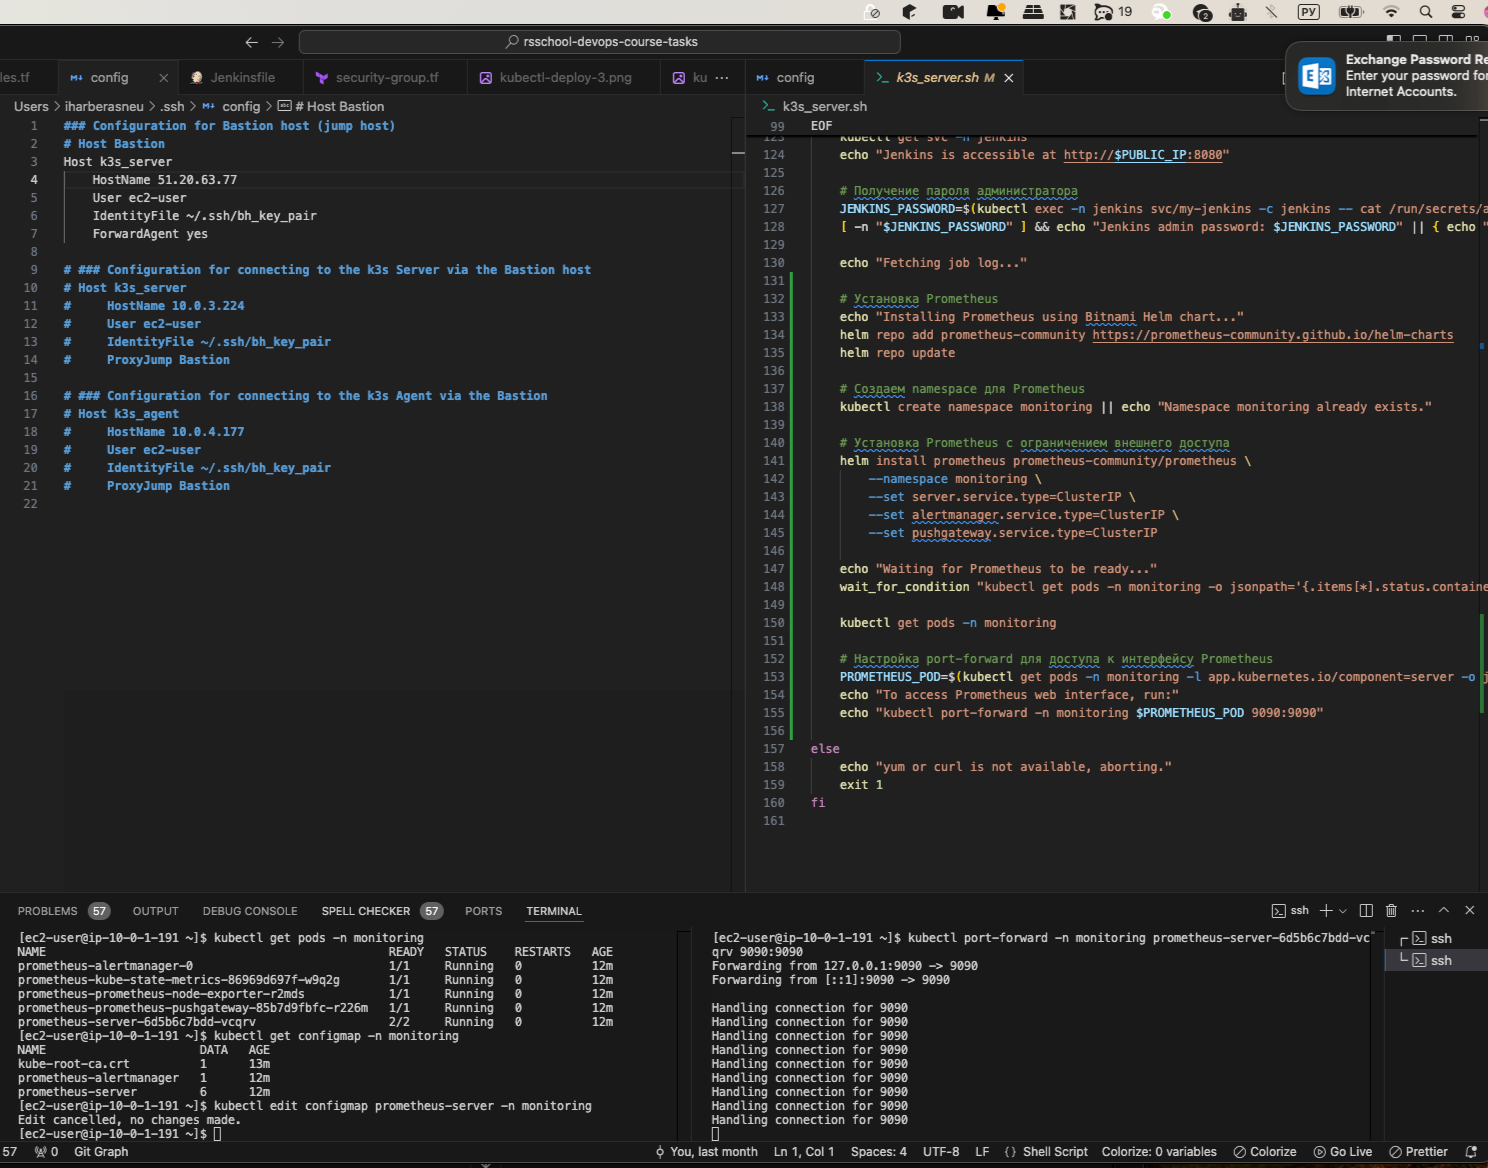 19
2
РУ
rsschool-devops-course-tasks
Exchange Password Re
Enter your password for
Internet Accounts.
les.tf
config
Jenkinsfile
security-group.tf
kubectl-deploy-3.png
ku ···
config
k3s_server.sh M
Users > iharberasneu > .ssh > config > # Host Bastion
k3s_server.sh
1 ### Configuration for Bastion host (jump host)
2 # Host Bastion
3 Host k3s_server
4 HostName 51.20.63.77
5 User ec2-user
6 IdentityFile ~/.ssh/bh_key_pair
7 ForwardAgent yes
8
9 # ### Configuration for connecting to the k3s Server via the Bastion host
10 # Host k3s_server
11 # HostName 10.0.3.224
12 # User ec2-user
13 # IdentityFile ~/.ssh/bh_key_pair
14 # ProxyJump Bastion
15
16 # ### Configuration for connecting to the k3s Agent via the Bastion
17 # Host k3s_agent
18 # HostName 10.0.4.177
19 # User ec2-user
20 # IdentityFile ~/.ssh/bh_key_pair
21 # ProxyJump Bastion
22
99 EOF
123 kubectl get svc -n jenkins
124 echo "Jenkins is accessible at http://$PUBLIC_IP:8080"
125
126 # Получение пароля администратора
127 JENKINS_PASSWORD=$(kubectl exec -n jenkins svc/my-jenkins -c jenkins -- cat /run/secrets/a
128 [ -n "$JENKINS_PASSWORD" ] && echo "Jenkins admin password: $JENKINS_PASSWORD" || { echo "
129
130 echo "Fetching job log..."
131
132 # Установка Prometheus
133 echo "Installing Prometheus using Bitnami Helm chart..."
134 helm repo add prometheus-community https://prometheus-community.github.io/helm-charts
135 helm repo update
136
137 # Создаем namespace для Prometheus
138 kubectl create namespace monitoring || echo "Namespace monitoring already exists."
139
140 # Установка Prometheus с ограничением внешнего доступа
141 helm install prometheus prometheus-community/prometheus \
142 --namespace monitoring \
143 --set server.service.type=ClusterIP \
144 --set alertmanager.service.type=ClusterIP \
145 --set pushgateway.service.type=ClusterIP
146
147 echo "Waiting for Prometheus to be ready..."
148 wait_for_condition "kubectl get pods -n monitoring -o jsonpath='{.items[*].status.containe
149
150 kubectl get pods -n monitoring
151
152 # Настройка port-forward для доступа к интерфейсу Prometheus
153 PROMETHEUS_POD=$(kubectl get pods -n monitoring -l app.kubernetes.io/component=server -o j
154 echo "To access Prometheus web interface, run:"
155 echo "kubectl port-forward -n monitoring $PROMETHEUS_POD 9090:9090"
156
157 else
158 echo "yum or curl is not available, aborting."
159 exit 1
160 fi
161
PROBLEMS 57 OUTPUT DEBUG CONSOLE SPELL CHECKER 57 PORTS TERMINAL
ssh
[ec2-user@ip-10-0-1-191 ~]$ kubectl get pods -n monitoring
NAME READY STATUS RESTARTS AGE
prometheus-alertmanager-0 1/1 Running 0 12m
prometheus-kube-state-metrics-86969d697f-w9q2g 1/1 Running 0 12m
prometheus-prometheus-node-exporter-r2mds 1/1 Running 0 12m
prometheus-prometheus-pushgateway-85b7d9fbfc-r226m 1/1 Running 0 12m
prometheus-server-6d5b6c7bdd-vcqrv 2/2 Running 0 12m
[ec2-user@ip-10-0-1-191 ~]$ kubectl get configmap -n monitoring
NAME DATA AGE
kube-root-ca.crt 1 13m
prometheus-alertmanager 1 12m
prometheus-server 6 12m
[ec2-user@ip-10-0-1-191 ~]$ kubectl edit configmap prometheus-server -n monitoring
Edit cancelled, no changes made.
[ec2-user@ip-10-0-1-191 ~]$
[ec2-user@ip-10-0-1-191 ~]$ kubectl port-forward -n monitoring prometheus-server-6d5b6c7bdd-vc
qrv 9090:9090
Forwarding from 127.0.0.1:9090 -> 9090
Forwarding from [::1]:9090 -> 9090
Handling connection for 9090
Handling connection for 9090
Handling connection for 9090
Handling connection for 9090
Handling connection for 9090
Handling connection for 9090
Handling connection for 9090
Handling connection for 9090
Handling connection for 9090
ssh
ssh
57 0 Git Graph
You, last month Ln 1, Col 1 Spaces: 4 UTF-8 LF {} Shell Script Colorize: 0 variables Colorize Go Live Prettier